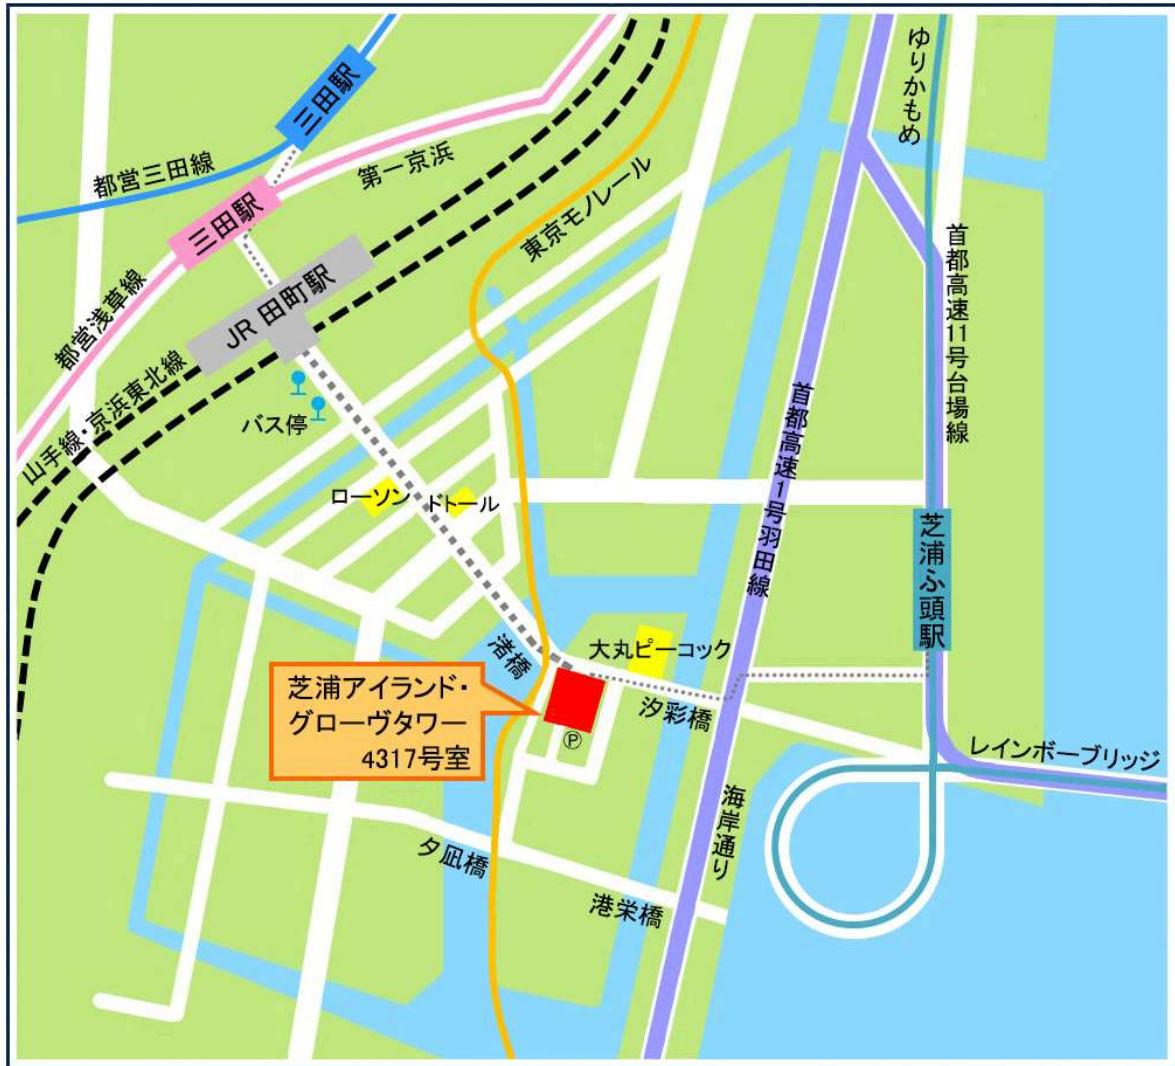 三田駅
ゆりかもめ
都営三田線
第一京浜
三田駅
東京モノレール
JR 田町駅
都営浅草線
首都高速11号台場線
山手線・京浜東北線
バス停
首都高速1号羽田線
ローソン
ドトール
芝浦ふ頭駅
渚橋
大丸ピーコック
芝浦アイランド・
グローヴタワー
4317号室
汐彩橋
Ⓟ
レインボーブリッジ
海岸通り
夕凪橋
港栄橋